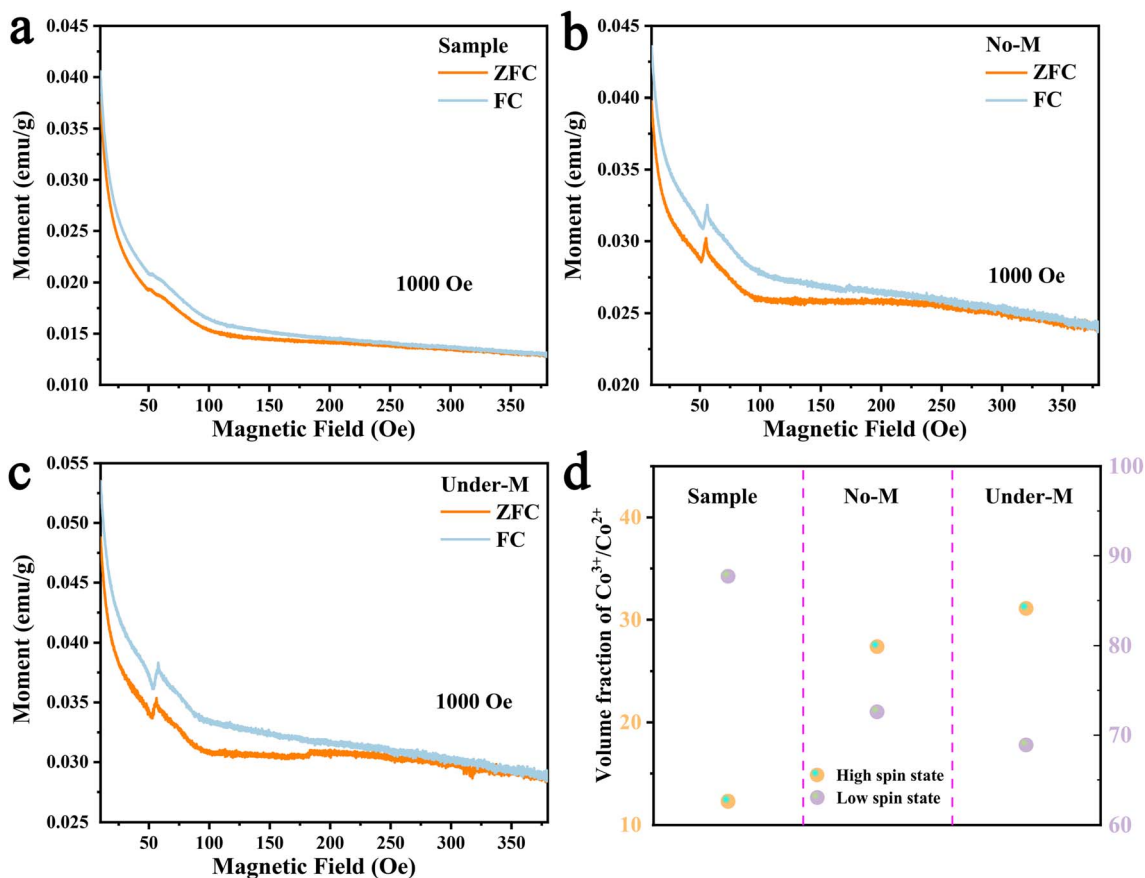 a
Sample
ZFC
FC
1000 Oe
Moment (emu/g)
0.045
0.040
0.035
0.030
0.025
0.020
0.015
0.010
50 100 150 200 250 300 350
Magnetic Field (Oe)
b
No-M
ZFC
FC
1000 Oe
Moment (emu/g)
0.045
0.040
0.035
0.030
0.025
0.020
50 100 150 200 250 300 350
Magnetic Field (Oe)
c
Under-M
ZFC
FC
1000 Oe
Moment (emu/g)
0.055
0.050
0.045
0.040
0.035
0.030
0.025
50 100 150 200 250 300 350
Magnetic Field (Oe)
d
Sample No-M Under-M
Volume fraction of Co³⁺/Co²⁺
40
30
20
10
100
90
80
70
60
High spin state
Low spin state